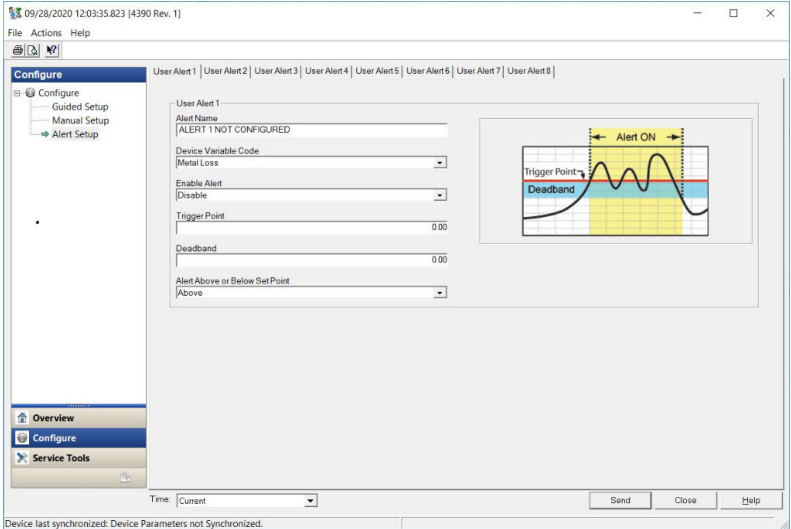 09/28/2020 12:03:35.823 [4390 Rev. 1]
File Actions Help
Configure
Configure
Guided Setup
Manual Setup
Alert Setup
User Alert 1 User Alert 2 User Alert 3 User Alert 4 User Alert 5 User Alert 6 User Alert 7 User Alert 8
User Alert 1
Alert Name
ALERT 1 NOT CONFIGURED
Device Variable Code
Metal Loss
Enable Alert
Disable
Trigger Point
0.00
Deadband
0.00
Alert Above or Below Set Point
Above
Alert ON
Trigger Point
Deadband
Overview
Configure
Service Tools
Time: Current
Send Close Help
Device last synchronized: Device Parameters not Synchronized.